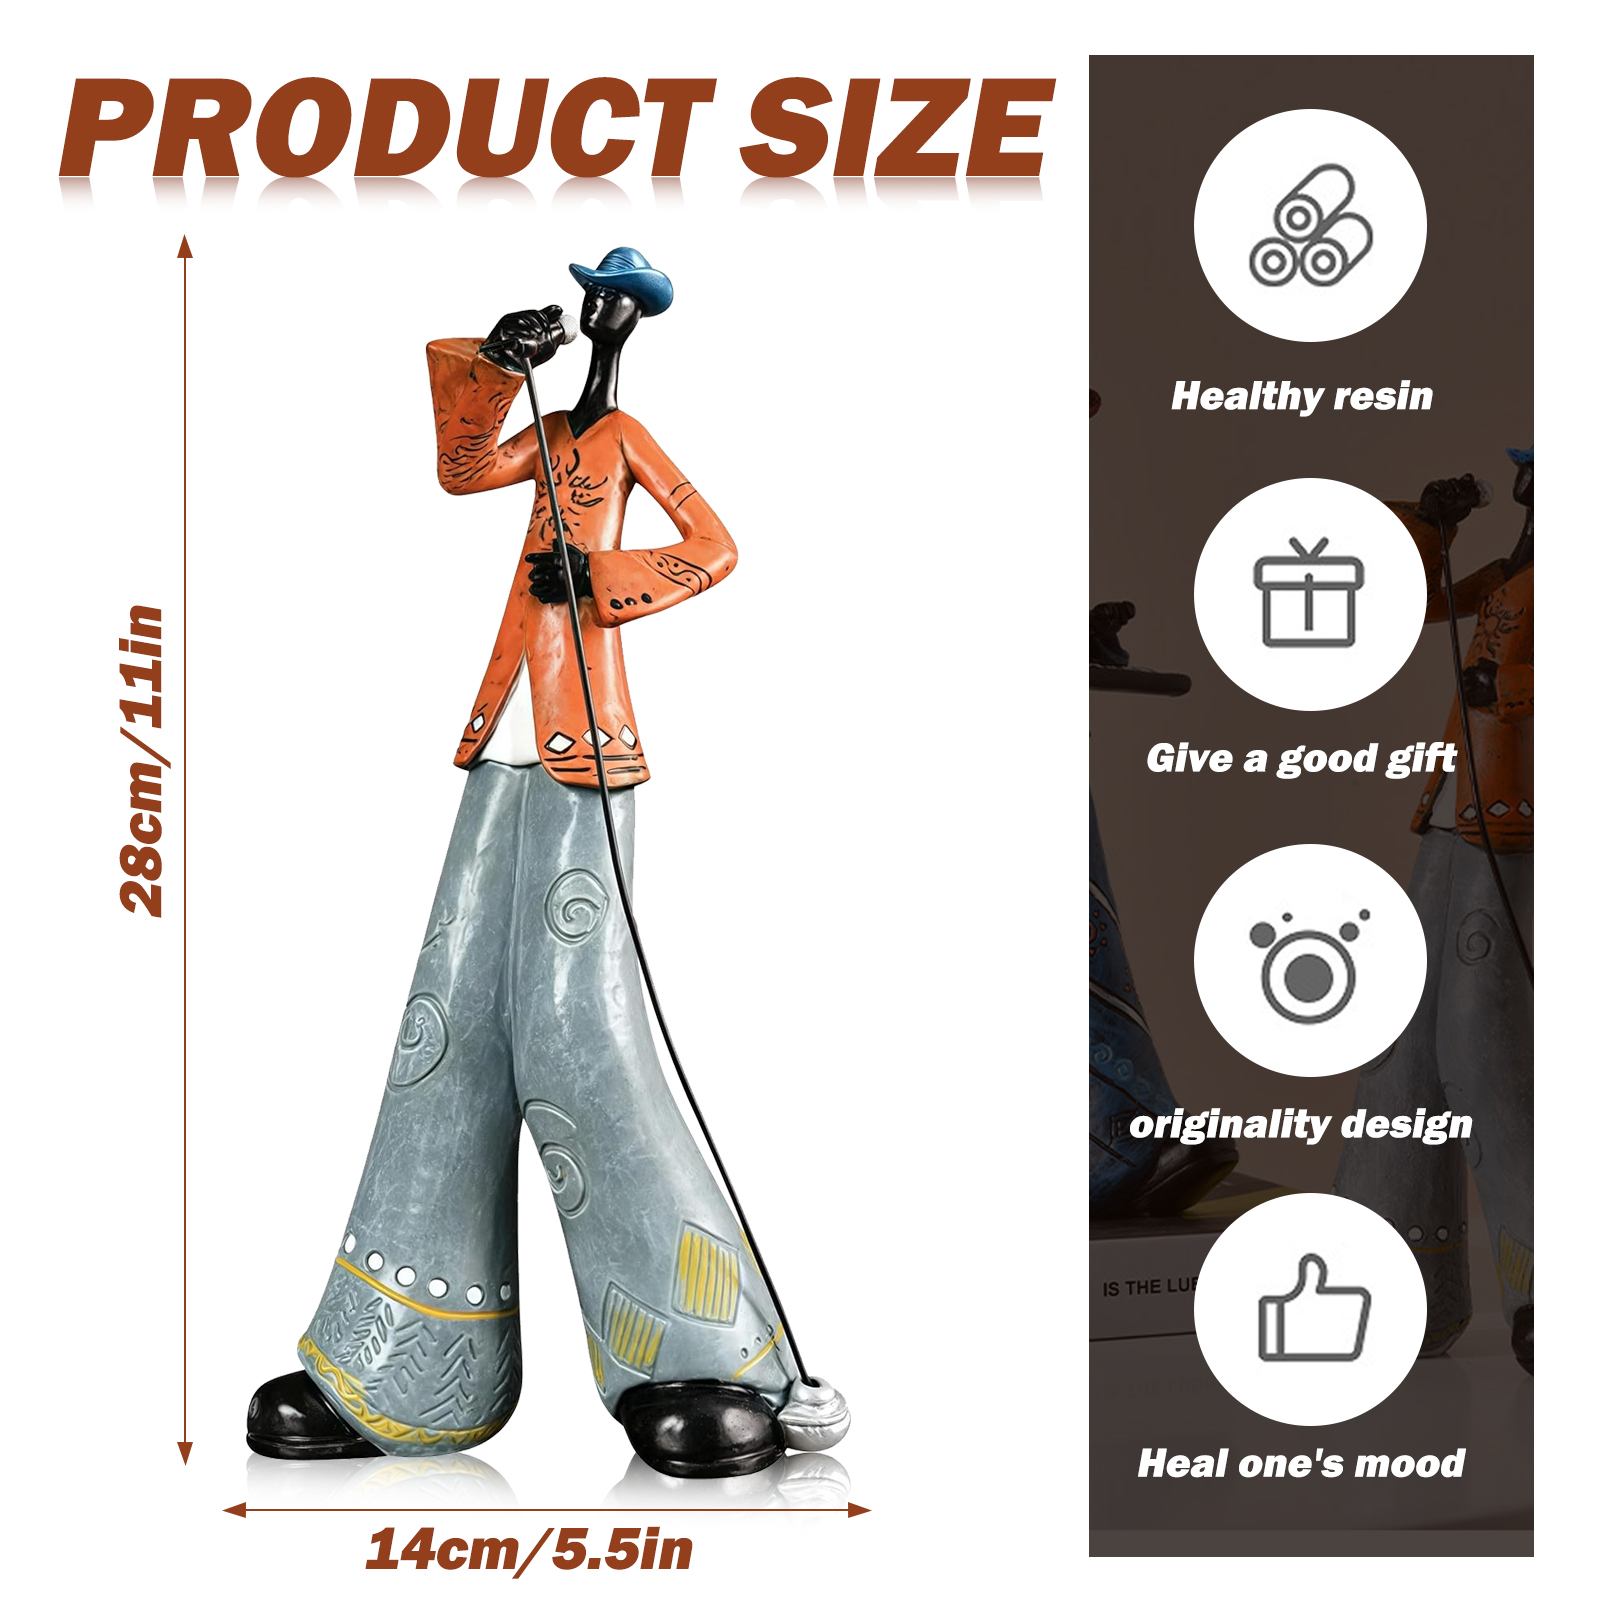 PRODUCT SIZE
28cm/11in
14cm/5.5in
Healthy resin
Give a good gift
originality design
IS THE LUE
Heal one's mood